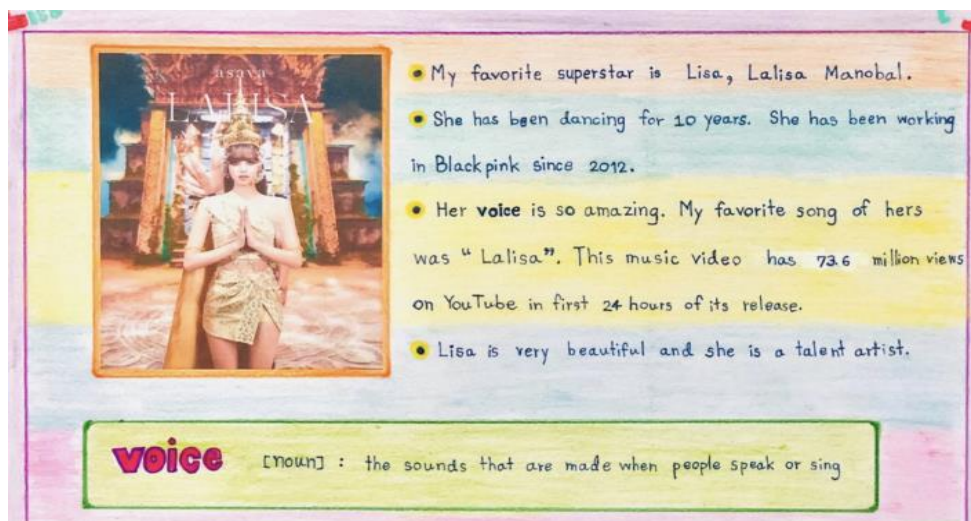 asava
LALISA
• My favorite superstar is Lisa, Lalisa Manobal.
• She has been dancing for 10 years. She has been working
in Blackpink since 2012.
• Her voice is so amazing. My favorite song of hers
was "Lalisa". This music video has 73.6 million views
on YouTube in first 24 hours of its release.
• Lisa is very beautiful and she is a talent artist.
voice [noun] : the sounds that are made when people speak or sing